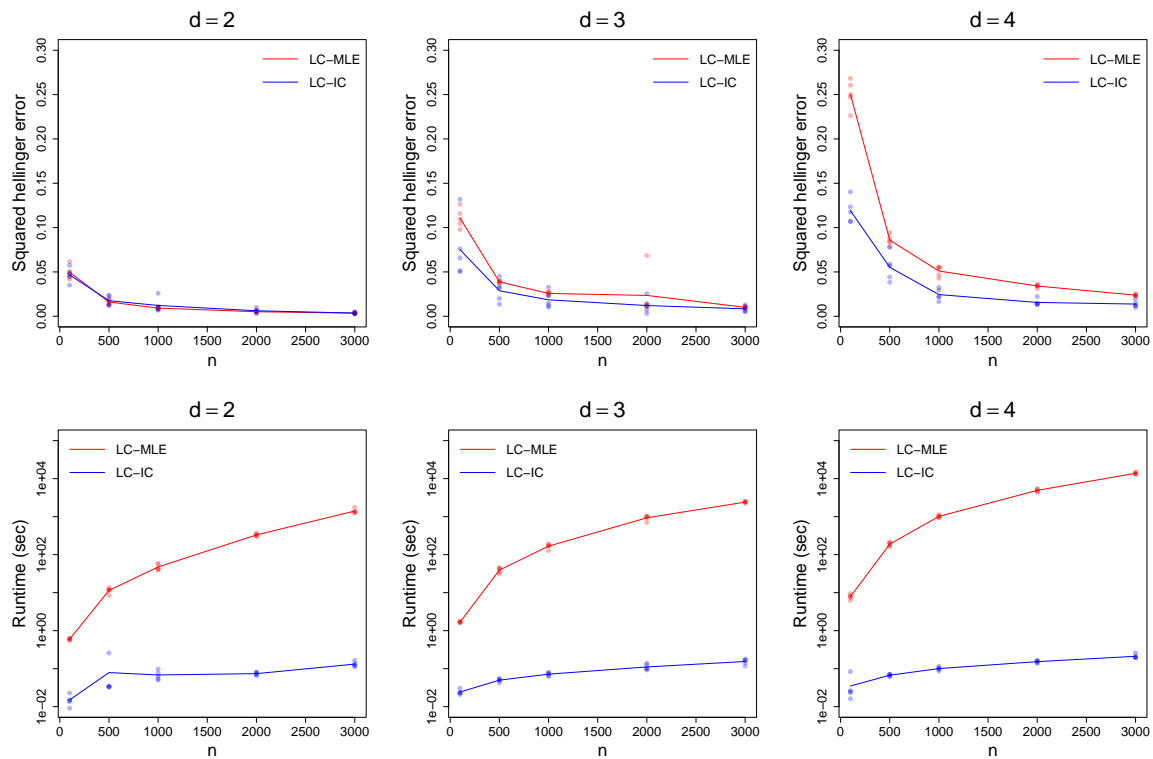 d = 2
Squared hellinger error
0.00 0.05 0.10 0.15 0.20 0.25 0.30
LC−MLE
LC−IC
0 500 1000 1500 2000 2500 3000
n
d = 3
Squared hellinger error
0.00 0.05 0.10 0.15 0.20 0.25 0.30
LC−MLE
LC−IC
0 500 1000 1500 2000 2500 3000
n
d = 4
Squared hellinger error
0.00 0.05 0.10 0.15 0.20 0.25 0.30
LC−MLE
LC−IC
0 500 1000 1500 2000 2500 3000
n
d = 2
Runtime (sec)
1e−02 1e+00 1e+02 1e+04
LC−MLE
LC−IC
0 500 1000 1500 2000 2500 3000
n
d = 3
Runtime (sec)
1e−02 1e+00 1e+02 1e+04
LC−MLE
LC−IC
0 500 1000 1500 2000 2500 3000
n
d = 4
Runtime (sec)
1e−02 1e+00 1e+02 1e+04
LC−MLE
LC−IC
0 500 1000 1500 2000 2500 3000
n